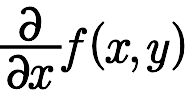 ∂/∂x f(x,y)